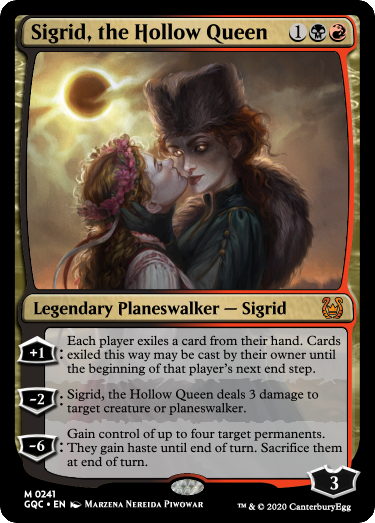 Sigrid, the Hollow Queen 1
Legendary Planeswalker — Sigrid
+1: Each player exiles a card from their hand. Cards
exiled this way may be cast by their owner until
the beginning of that player's next end step.
-2: Sigrid, the Hollow Queen deals 3 damage to
target creature or planeswalker.
-6: Gain control of up to four target permanents.
They gain haste until end of turn. Sacrifice them
at end of turn.
3
M 0241
GQC • EN Marzena Nereida Piwowar
™ & © 2020 CanterburyEgg